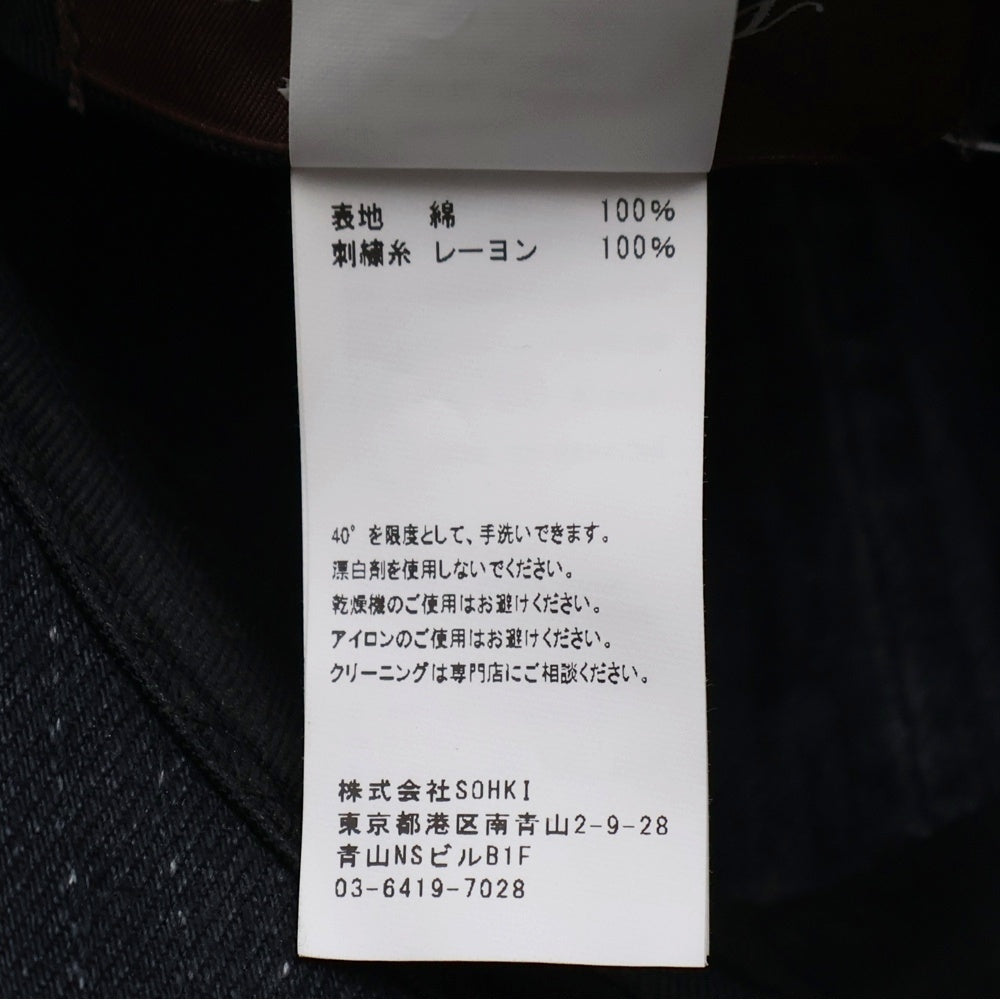 表地 綿 100%
刺繍糸 レーヨン 100%
40°を限度として、手洗いできます。
漂白剤を使用しないでください。
乾燥機のご使用はお避けください。
アイロンのご使用はお避けください。
クリーニングは専門店にご相談ください。
株式会社SOHKI
東京都港区南青山2-9-28
青山NSビルB1F
03-6419-7028